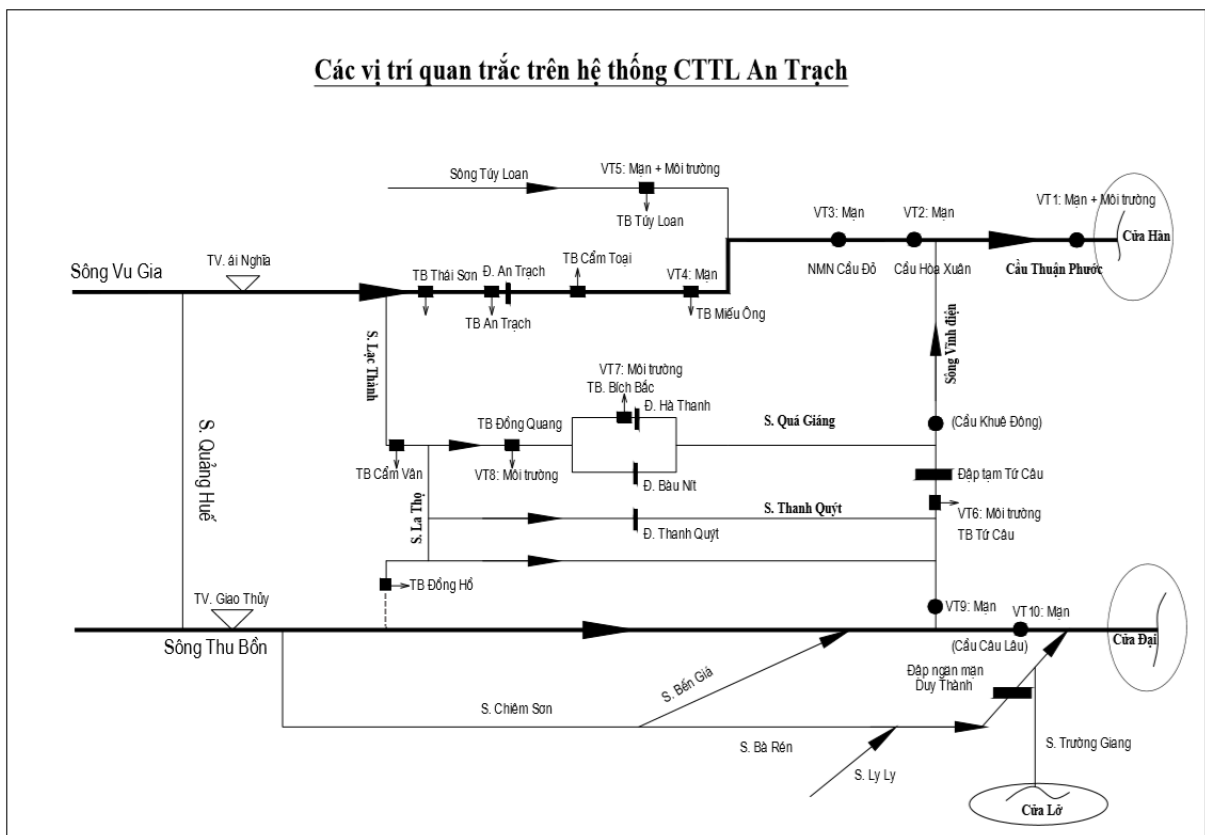 Các vị trí quan trắc trên hệ thống CTTL An Trạch
VT5: Mạn + Môi trường
Sông Túy Loan
TB Túy Loan
VT3: Mạn
VT2: Mạn
VT1: Mạn + Môi trường
Cửa Hàn
NMN Cầu Đỏ
Cầu Hòa Xuân
Cầu Thuận Phước
Sông Vu Gia
TV. ái Nghĩa
TB Thái Sơn
Đ. An Trạch
TB Cẩm Toại
VT4: Mạn
TB An Trạch
TB Miếu Ông
S. Lạc Thành
Sông Vĩnh điện
VT7: Môi trường
TB. Bích Bắc
Đ. Hà Thanh
S. Quảng Huế
TB Đồng Quang
S. Quá Giáng
(Cầu Khuê Đông)
TB Cẩm Văn
VT8: Môi trường
Đ. Bàu Nít
Đập tạm Tứ Câu
S. La Thọ
S. Thanh Quýt
VT6: Môi trường
Đ. Thanh Quýt
TB Tứ Câu
TB Đồng Hồ
TV. Giao Thủy
VT9: Mạn
VT10: Mạn
Sông Thu Bồn
(Cầu Câu Lâu)
Cửa Đại
S. Bến Giá
Đập ngăn mặn
Duy Thành
S. Chiêm Sơn
S. Bà Rén
S. Trường Giang
S. Ly Ly
Cửa Lở